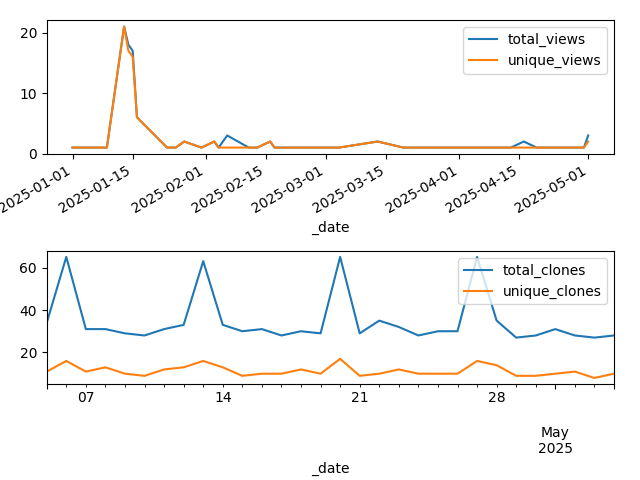 20
10
0
total_views
unique_views
2025-01-01
2025-01-15
2025-02-01
2025-02-15
2025-03-01
2025-03-15
2025-04-01
2025-04-15
2025-05-01
_date
60
40
20
total_clones
unique_clones
07
14
21
28
May
2025
_date